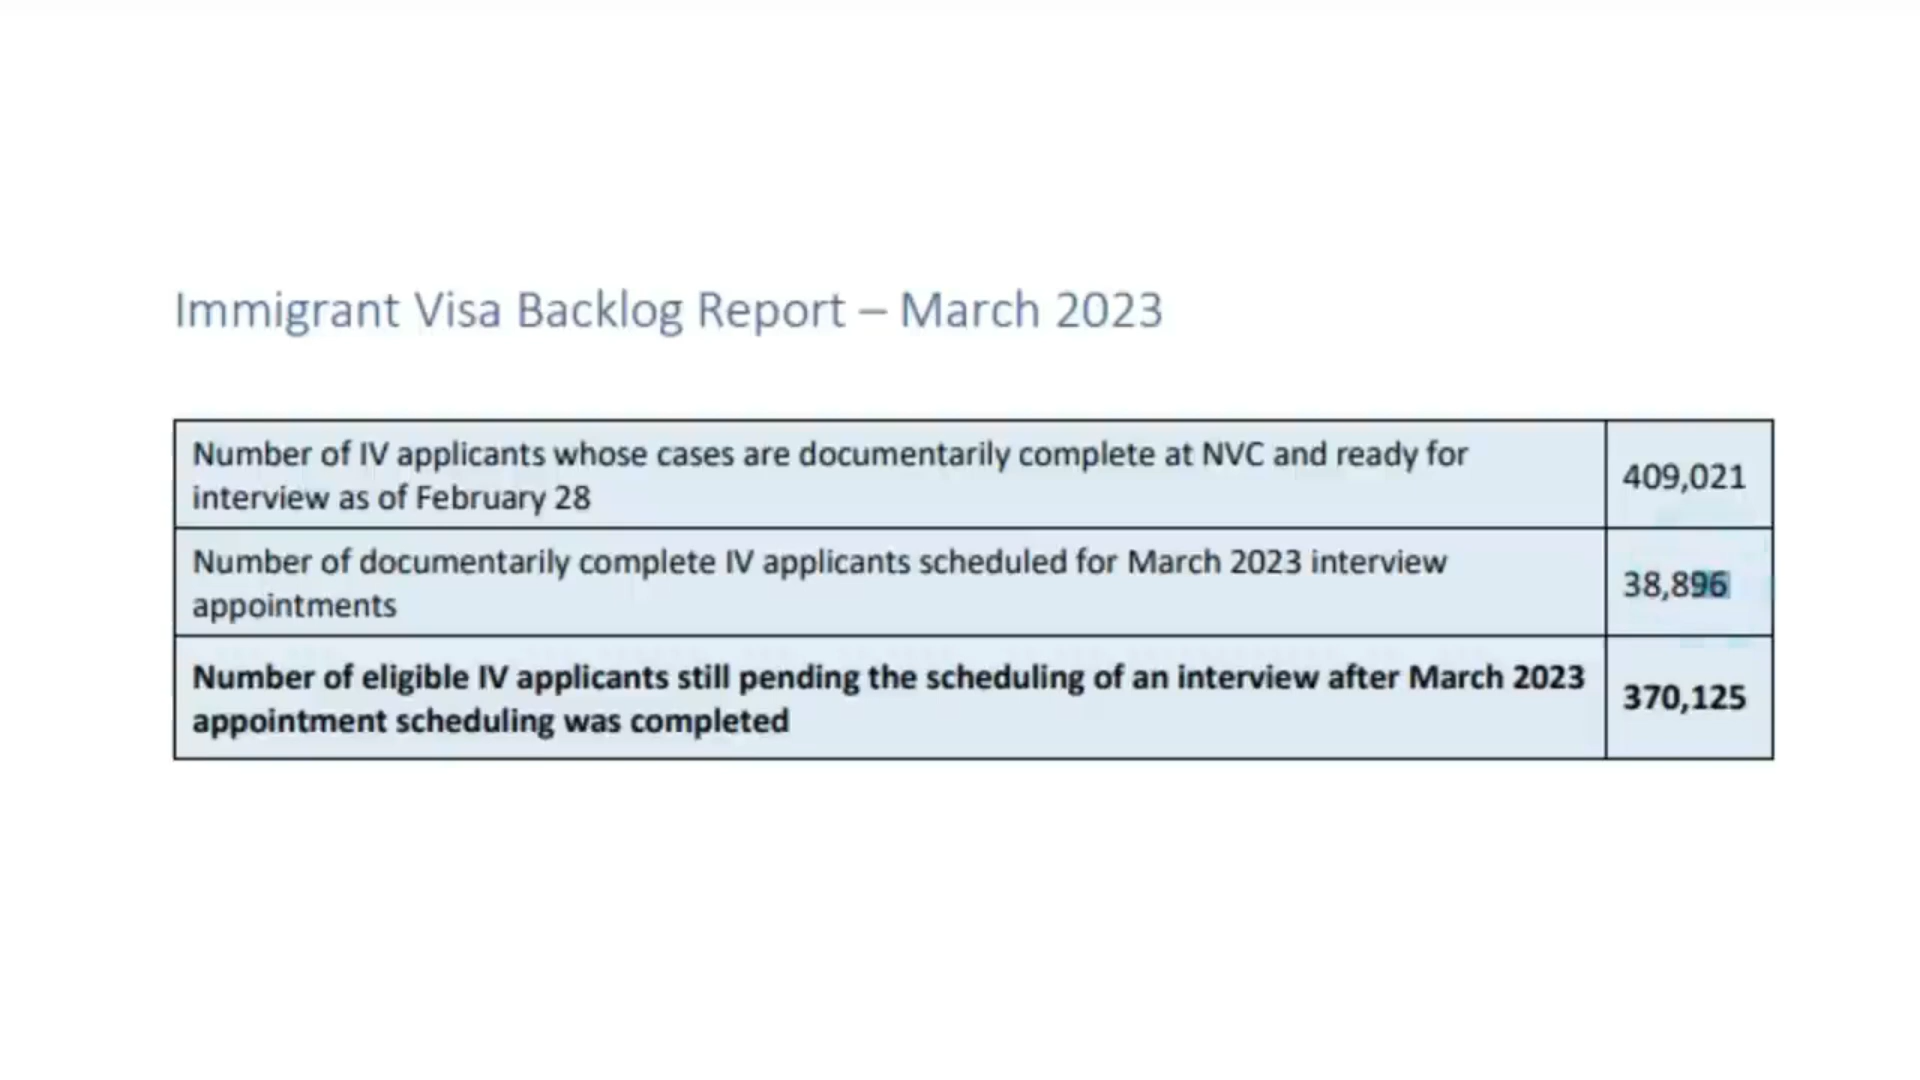 Immigrant Visa Backlog Report – March 2023
Number of IV applicants whose cases are documentarily complete at NVC and ready for
interview as of February 28
409,021
Number of documentarily complete IV applicants scheduled for March 2023 interview
appointments
38,896
Number of eligible IV applicants still pending the scheduling of an interview after March 2023
appointment scheduling was completed
370,125